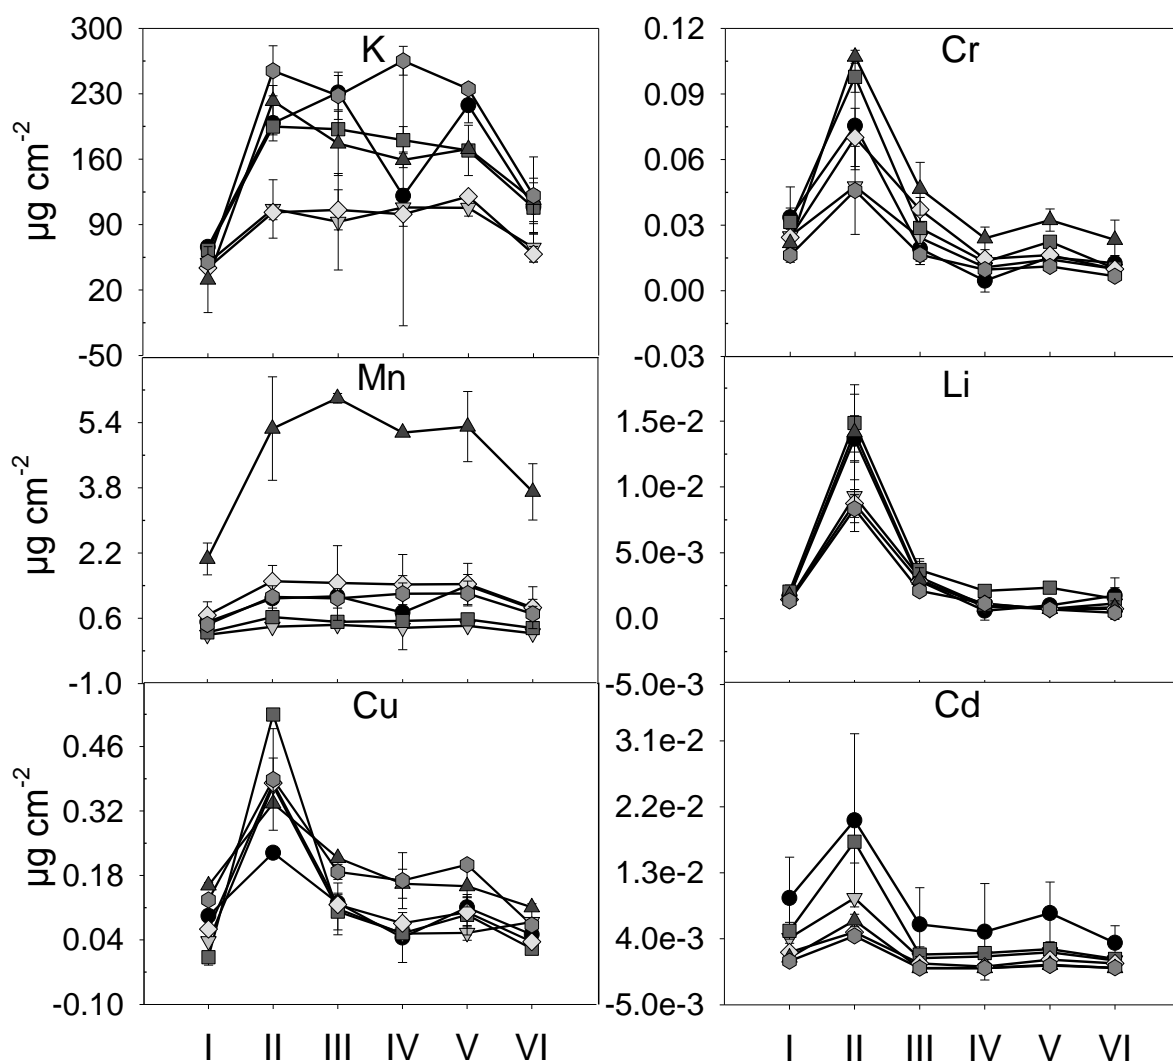 300
230
160
90
20
-50
K
µg cm-2
0.12
0.09
0.06
0.03
0.00
-0.03
Cr
5.4
3.8
2.2
0.6
-1.0
Mn
µg cm-2
1.5e-2
1.0e-2
5.0e-3
0.0
-5.0e-3
Li
0.46
0.32
0.18
0.04
-0.10
Cu
µg cm-2
3.1e-2
2.2e-2
1.3e-2
4.0e-3
-5.0e-3
Cd
I II III IV V VI
I II III IV V VI